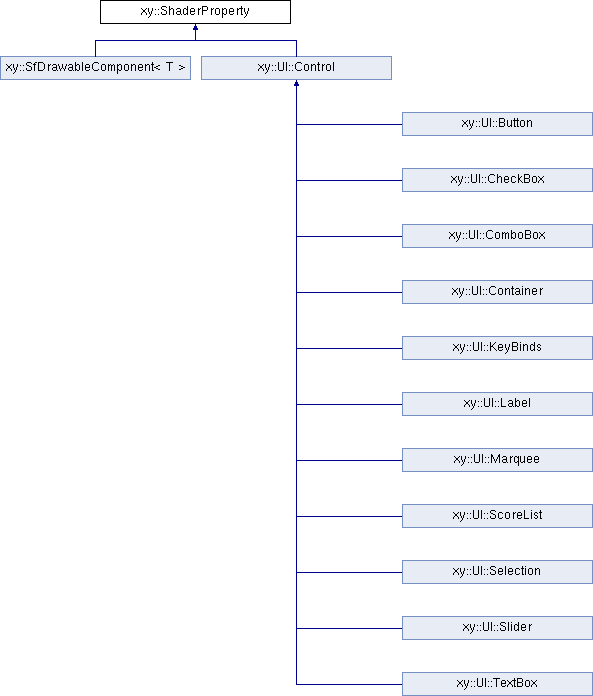 xy::ShaderProperty
xy::SfDrawableComponent< T >
xy::UI::Control
xy::UI::Button
xy::UI::CheckBox
xy::UI::ComboBox
xy::UI::Container
xy::UI::KeyBinds
xy::UI::Label
xy::UI::Marquee
xy::UI::ScoreList
xy::UI::Selection
xy::UI::Slider
xy::UI::TextBox